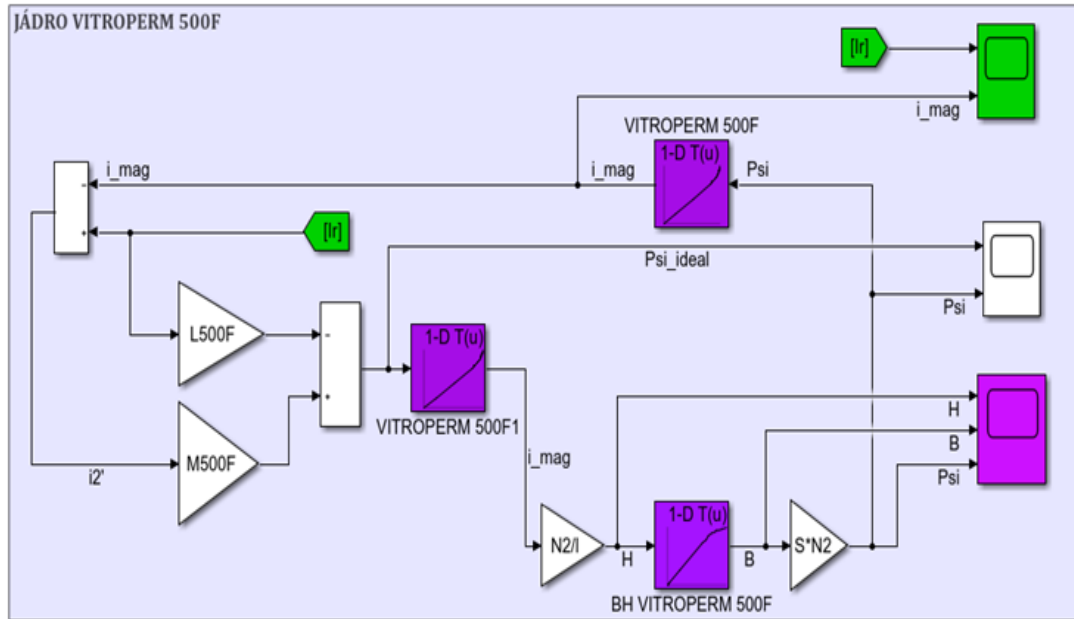 JÁDRO VITROPERM 500F
[Ir]
i_mag
VITROPERM 500F
1-D T(u)
i_mag
i_mag
Psi
-
+
[Ir]
Psi_ideal
Psi
L500F
-
1-D T(u)
+
VITROPERM 500F1
H
B
M500F
i_mag
Psi
i2'
1-D T(u)
N2/l
S*N2
H
B
BH VITROPERM 500F